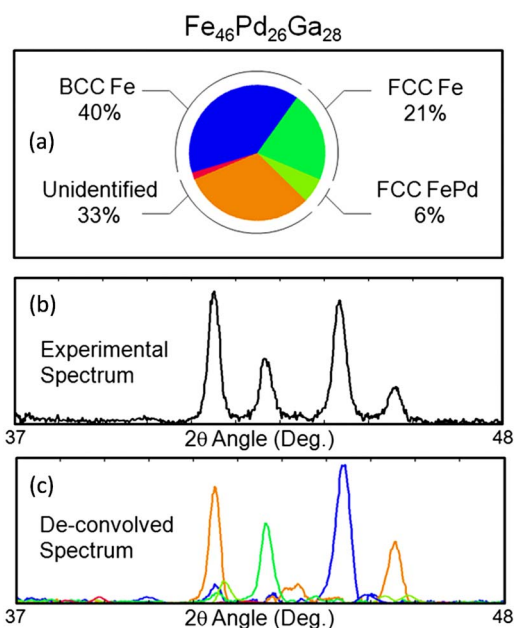 Fe₄₆Pd₂₆Ga₂₈
BCC Fe
40%
FCC Fe
21%
(a)
Unidentified
33%
FCC FePd
6%
(b)
Experimental
Spectrum
37
2θ Angle (Deg.)
48
(c)
De-convolved
Spectrum
37
2θ Angle (Deg.)
48